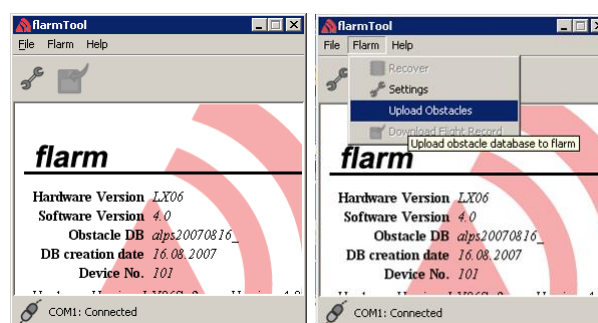 flarmTool
File Flarm Help
flarm
Hardware Version LX06
Software Version 4.0
Obstacle DB alps20070816_
DB creation date 16.08.2007
Device No. 101
COM1: Connected
flarmTool
File Flarm Help
Recover
Settings
Upload Obstacles
Download Flight Record
Upload obstacle database to flarm
flarm
Hardware Version LX06
Software Version 4.0
Obstacle DB alps20070816_
DB creation date 16.08.2007
Device No. 101
COM1: Connected